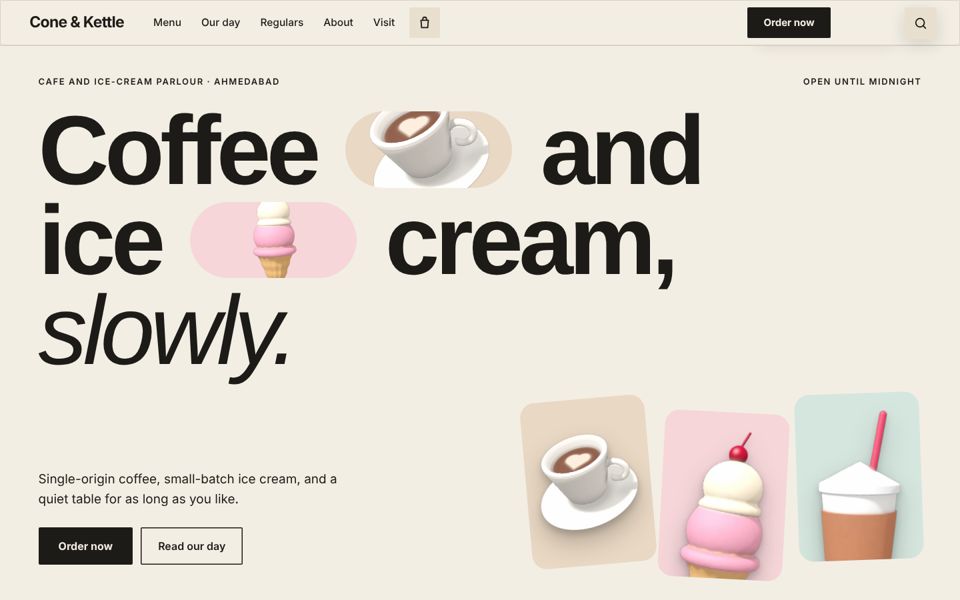 Cone & Kettle Menu Our day Regulars About Visit Order now
CAFE AND ICE-CREAM PARLOUR · AHMEDABAD OPEN UNTIL MIDNIGHT
Coffee and
ice cream,
slowly.
Single-origin coffee, small-batch ice cream, and a
quiet table for as long as you like.
Order now Read our day